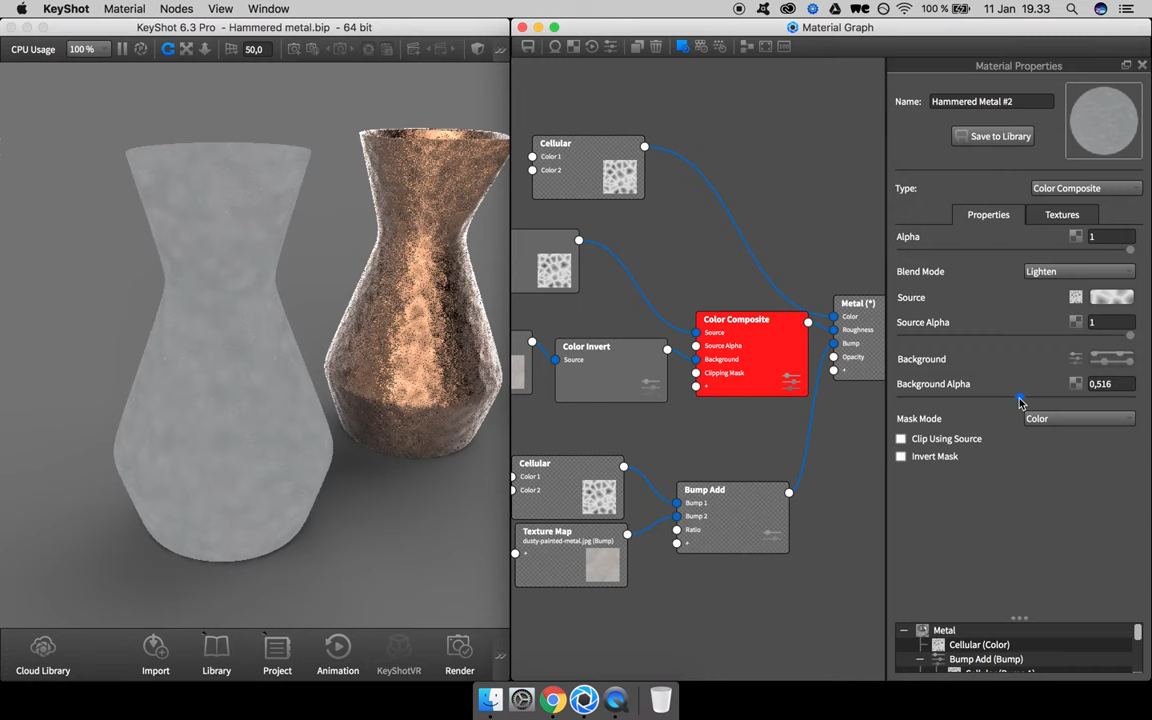 KeyShot Material Nodes View Window 100 % 11 Jan 19.33
KeyShot 6.3 Pro - Hammered metal.bip - 64 bit
Material Graph
CPU Usage 100 % 50,0
Material Properties
Name: Hammered Metal #2
Save to Library
Type: Color Composite
Properties Textures
Alpha 1
Blend Mode Lighten
Source
Source Alpha 1
Background
Background Alpha 0,516
Mask Mode Color
Clip Using Source
Invert Mask
Cellular
Color 1
Color 2
Color Composite
Source
Source Alpha
Background
Clipping Mask
+
Metal (*)
Color
Roughness
Bump
Opacity
+
Color Invert
Source
Cellular
Color 1
Color 2
Bump Add
Bump 1
Bump 2
Ratio
+
Texture Map
dusty-painted-metal.jpg (Bump)
+
Metal
Cellular (Color)
Bump Add (Bump)
Cloud Library Import Library Project Animation KeyShotVR Render